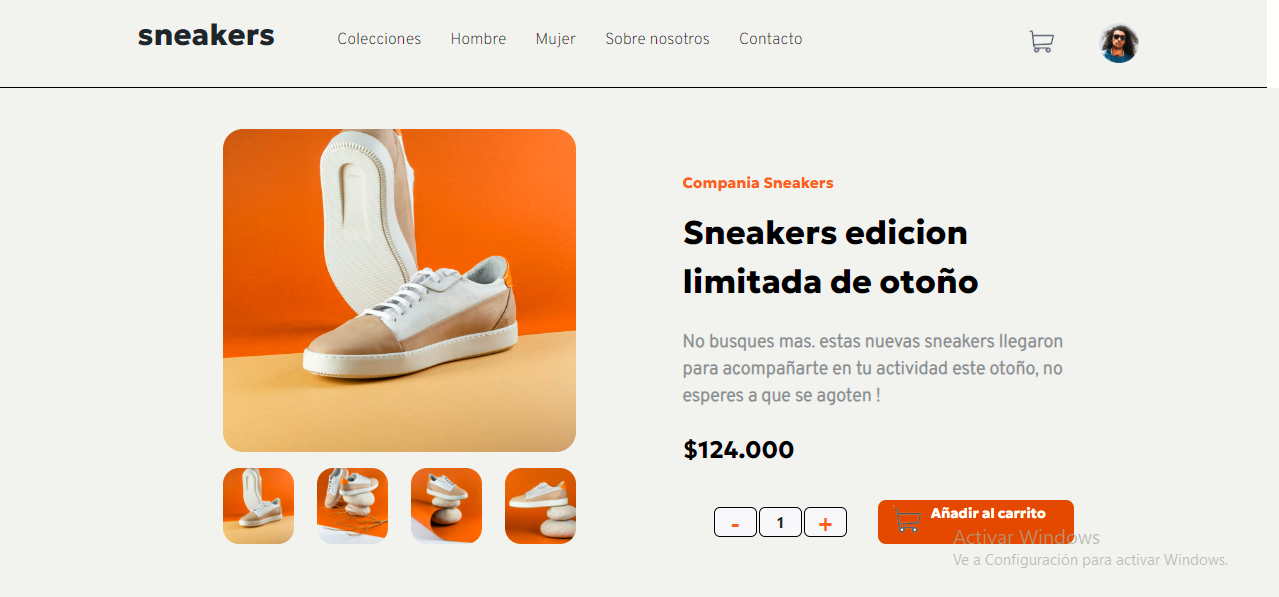 sneakers
Colecciones Hombre Mujer Sobre nosotros Contacto
Compania Sneakers
Sneakers edicion
limitada de otoño
No busques mas. estas nuevas sneakers llegaron
para acompañarte en tu actividad este otoño, no
esperes a que se agoten !
$124.000
- 1 +
Añadir al carrito
Activar Windows
Ve a Configuración para activar Windows.